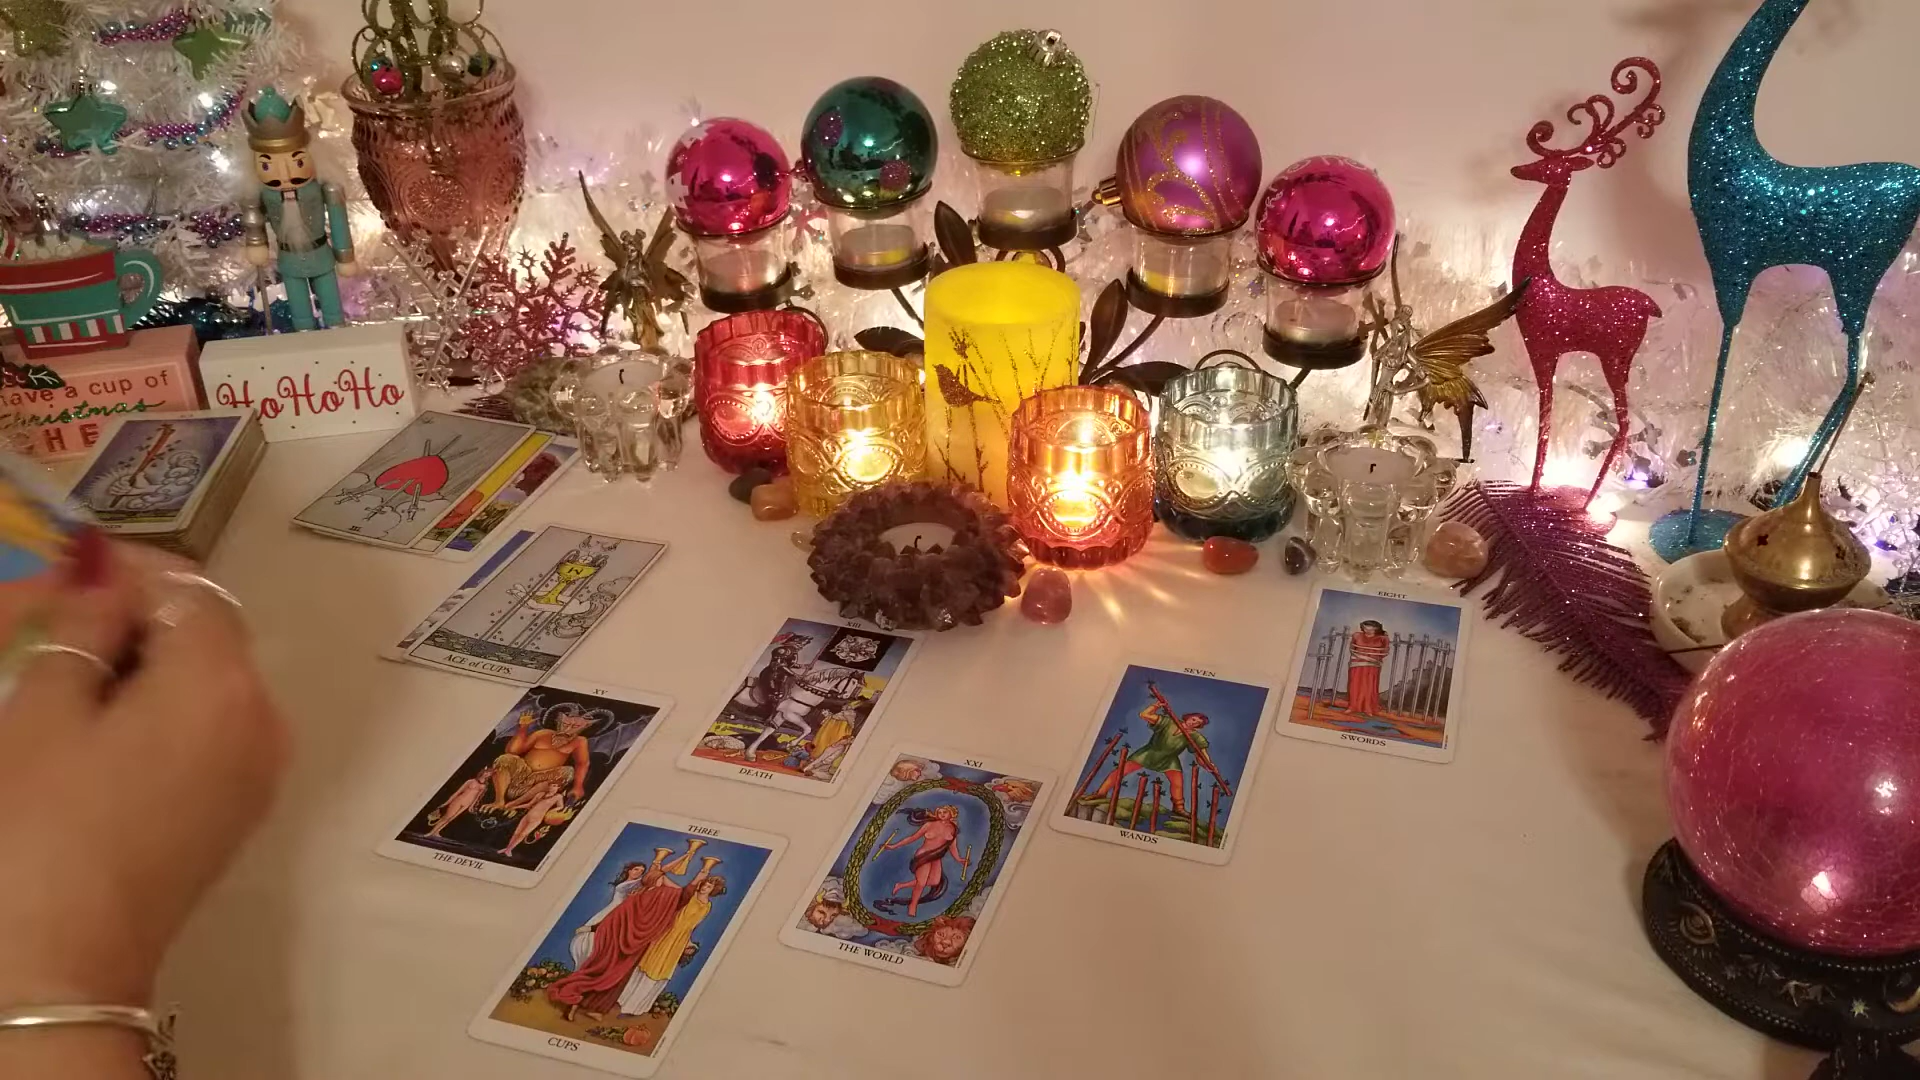 have a cup of
Christmas
CHE
HoHoHo
III
ACE of CUPS.
XV
THE DEVIL
XIII
DEATH
THREE
CUPS
XXI
THE WORLD
SEVEN
WANDS
EIGHT
SWORDS